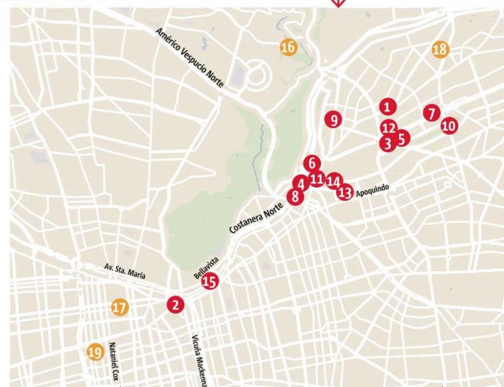 16
18
Américo Vespucio Norte
1
7
9
12
10
5
3
6
11
14
4
13
8
Apoquindo
Costanera Norte
Bellavista
Av. Sta. María
15
2
17
Vicuña Mackenna
Nataniel Cox
19